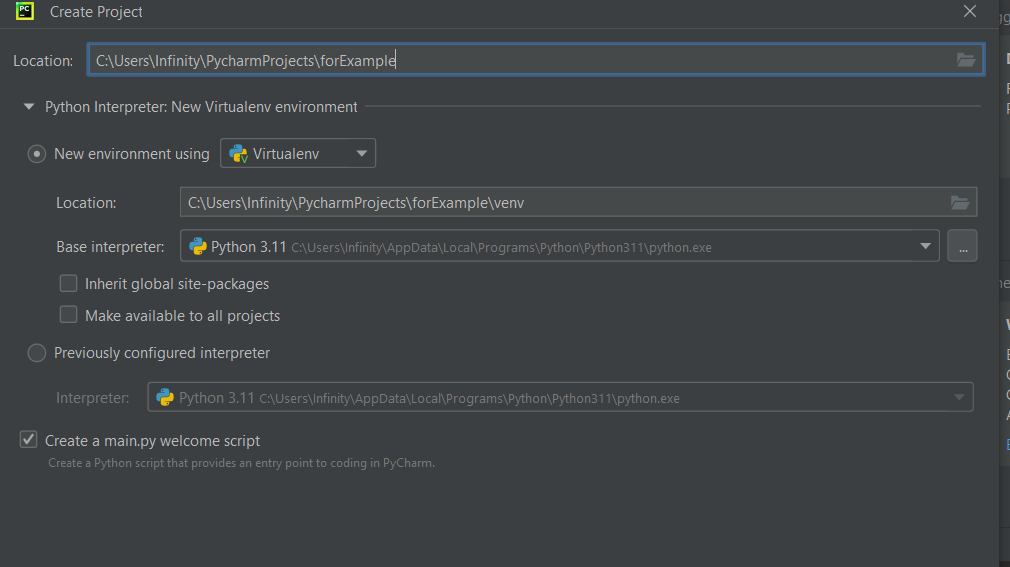 PC
Create Project
Location: C:\Users\Infinity\PycharmProjects\forExample
Python Interpreter: New Virtualenv environment
New environment using Virtualenv
Location: C:\Users\Infinity\PycharmProjects\forExample\venv
Base interpreter: Python 3.11 C:\Users\Infinity\AppData\Local\Programs\Python\Python311\python.exe ...
Inherit global site-packages
Make available to all projects
Previously configured interpreter
Interpreter: Python 3.11 C:\Users\Infinity\AppData\Local\Programs\Python\Python311\python.exe
Create a main.py welcome script
Create a Python script that provides an entry point to coding in PyCharm.